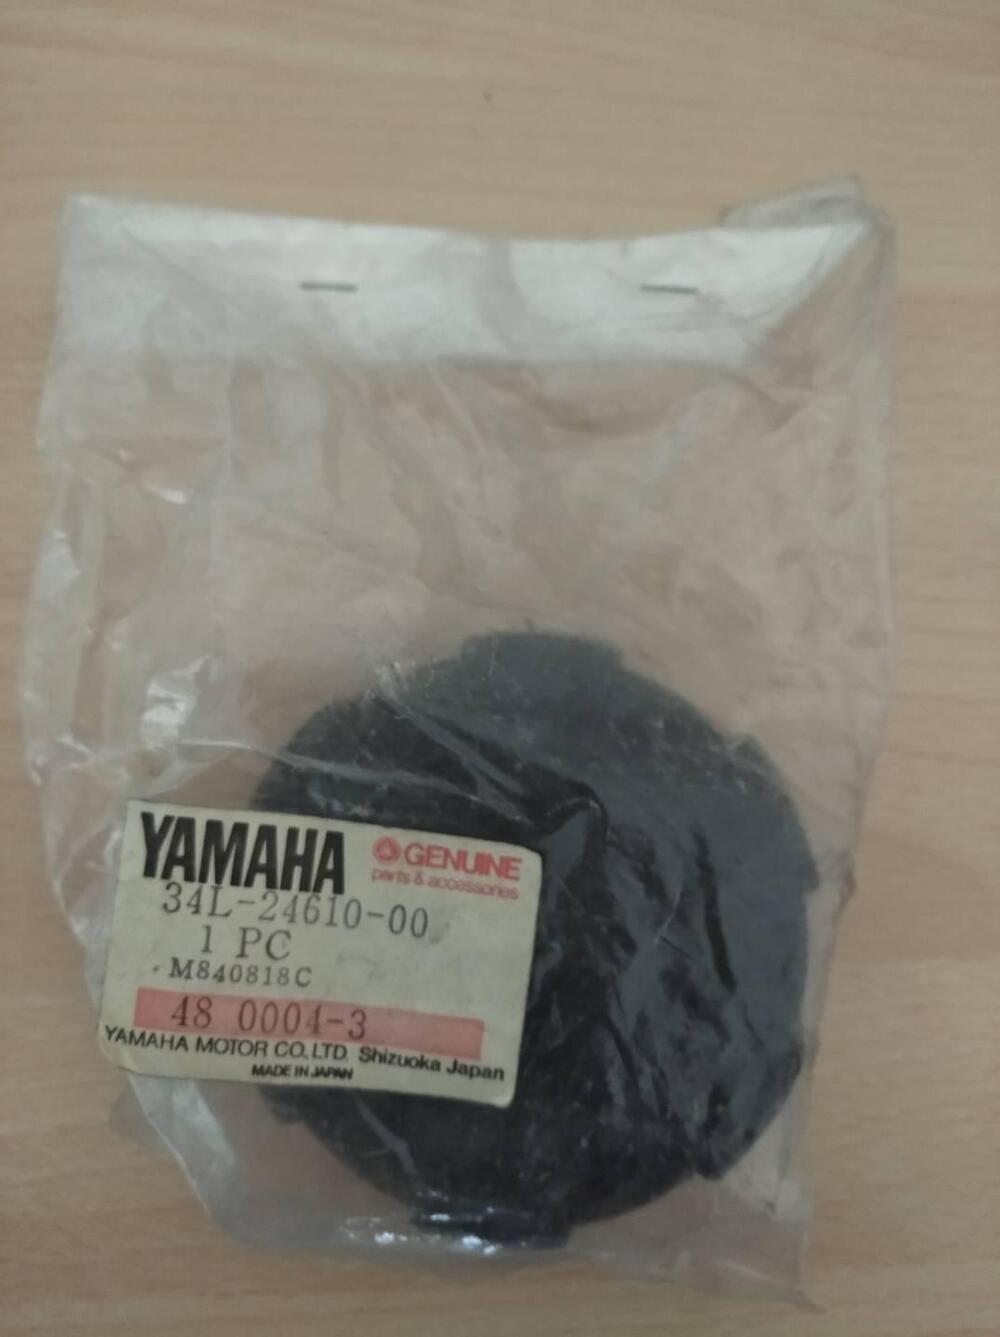 YAMAHA GENUINE
parts & accessories
34L-24610-00
1 PC
M840818C
48 0004-3
YAMAHA MOTOR CO.,LTD. Shizuoka Japan
MADE IN JAPAN